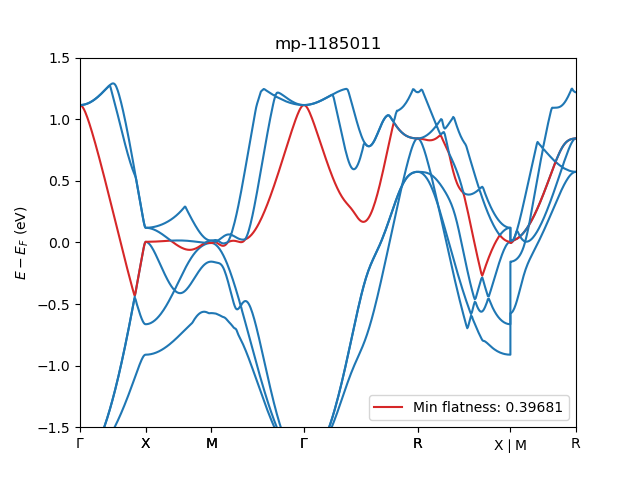 mp-1185011
1.5
1.0
0.5
0.0
−0.5
−1.0
−1.5
E − E_F (eV)
Min flatness: 0.39681
Γ X M Γ R X | M R